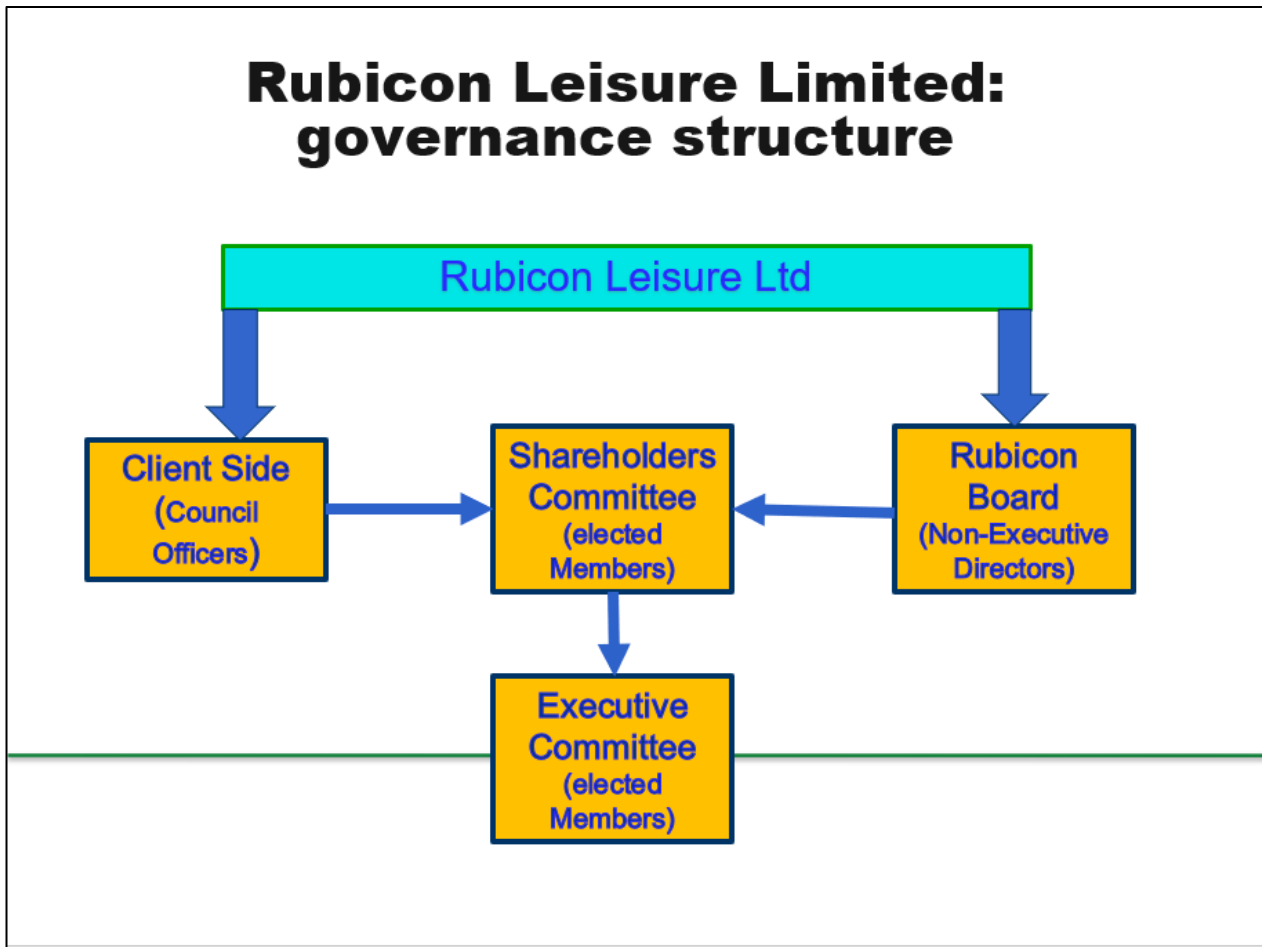 Rubicon Leisure Limited:
governance structure
Rubicon Leisure Ltd
Client Side
(Council
Officers)
Shareholders
Committee
(elected
Members)
Rubicon
Board
(Non-Executive
Directors)
Executive
Committee
(elected
Members)